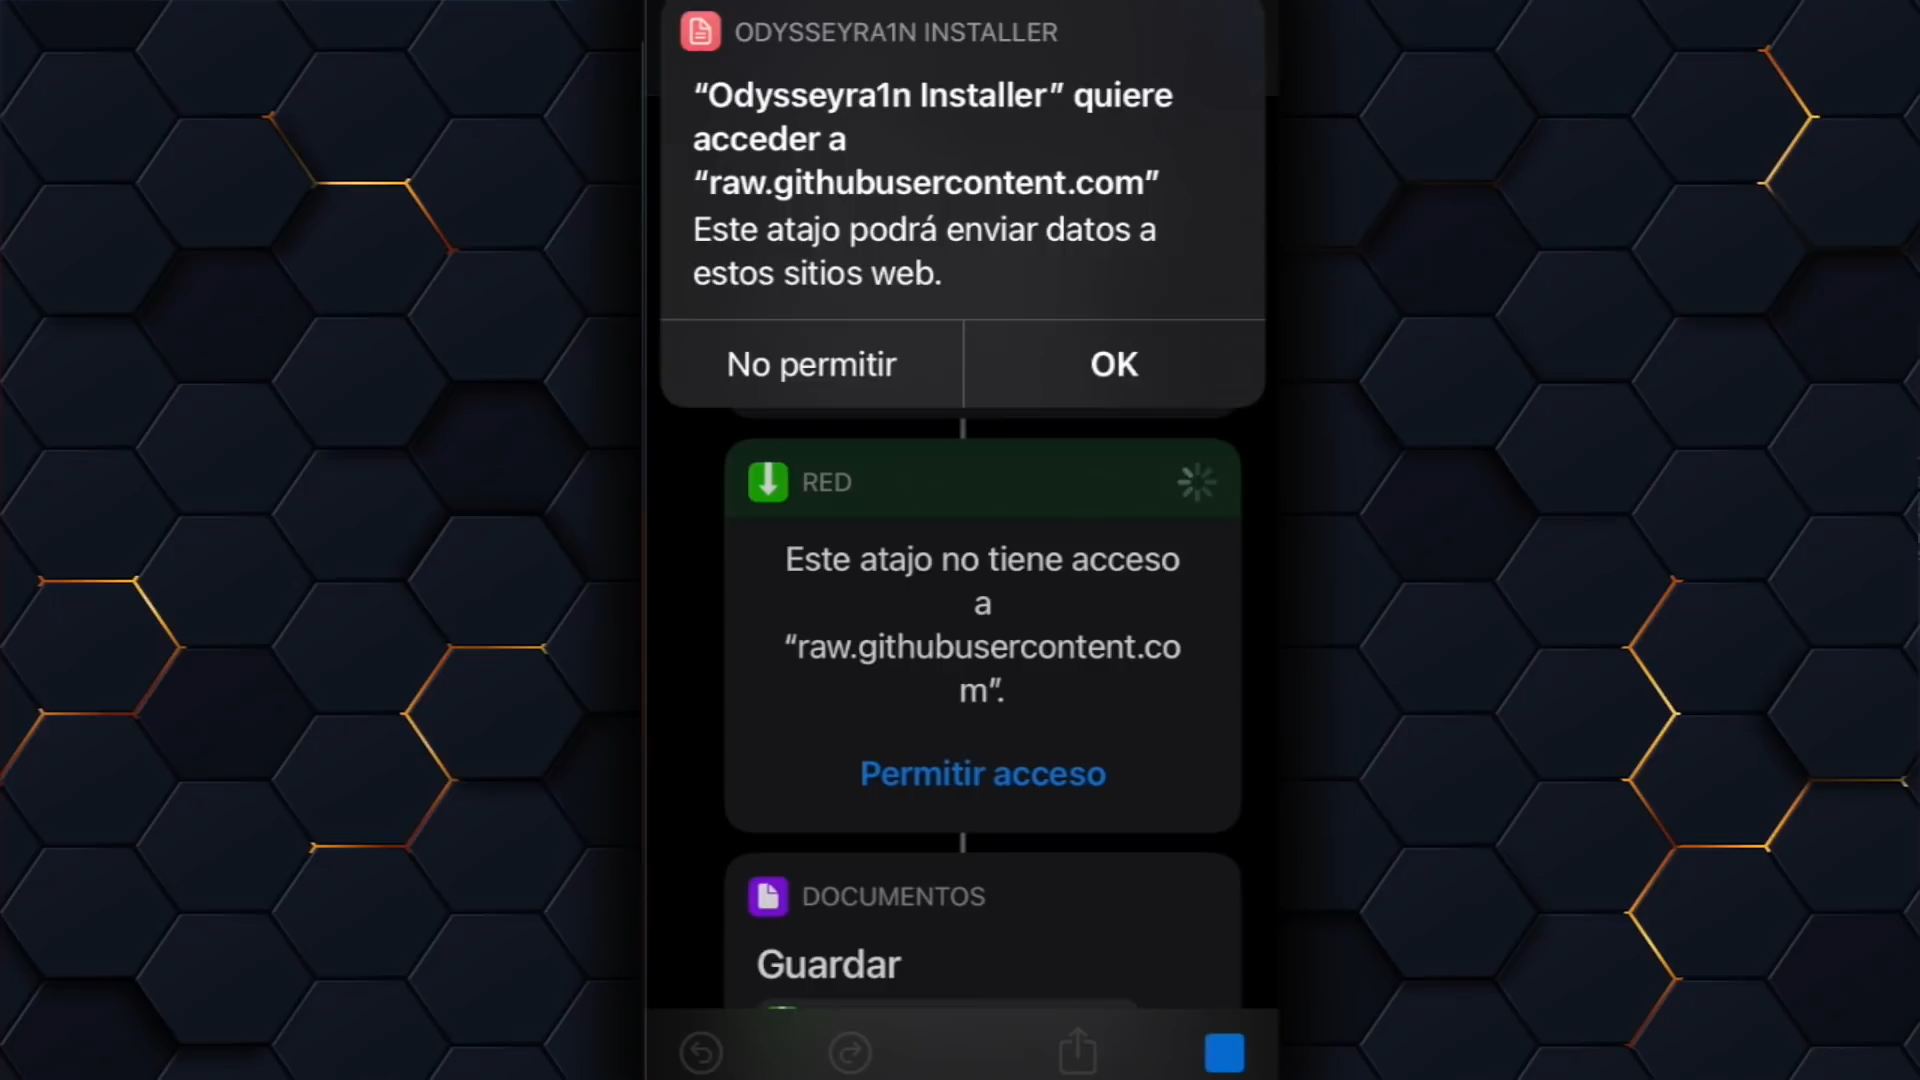 ODYSSEYRA1N INSTALLER
“Odysseyra1n Installer” quiere
acceder a
“raw.githubusercontent.com”
Este atajo podrá enviar datos a
estos sitios web.
No permitir
OK
RED
Este atajo no tiene acceso
a
“raw.githubusercontent.co
m”.
Permitir acceso
DOCUMENTOS
Guardar